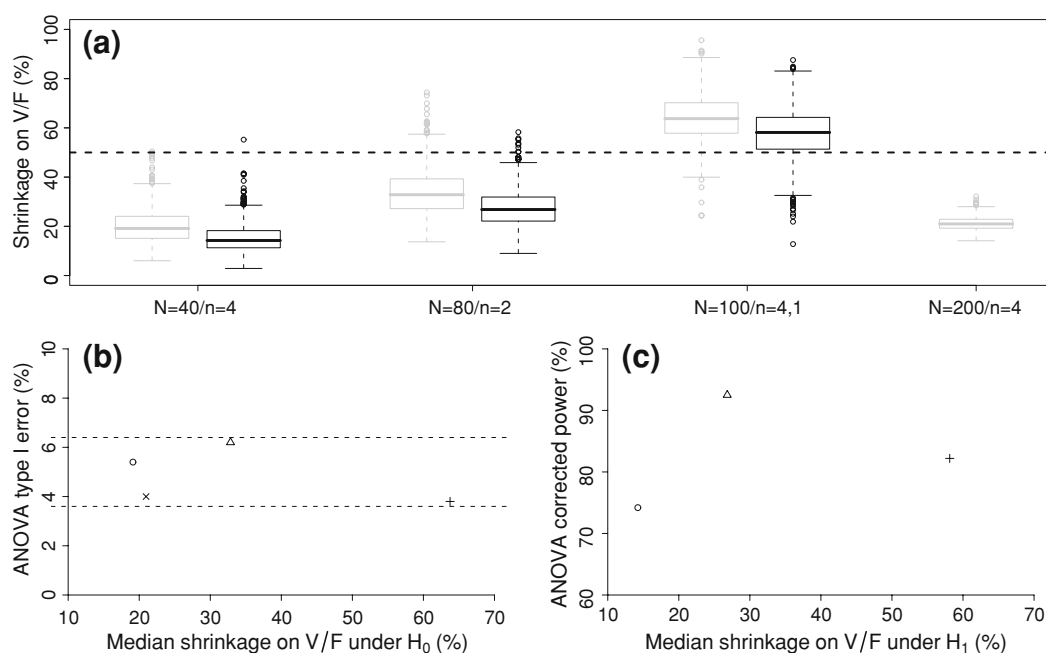 (a)
Shrinkage on V/F (%)
100
80
60
40
20
0
N=40/n=4
N=80/n=2
N=100/n=4,1
N=200/n=4
(b)
ANOVA type I error (%)
10
8
6
4
2
0
10 20 30 40 50 60 70
Median shrinkage on V/F under H0 (%)
(c)
ANOVA corrected power (%)
100
90
80
70
60
10 20 30 40 50 60 70
Median shrinkage on V/F under H1 (%)